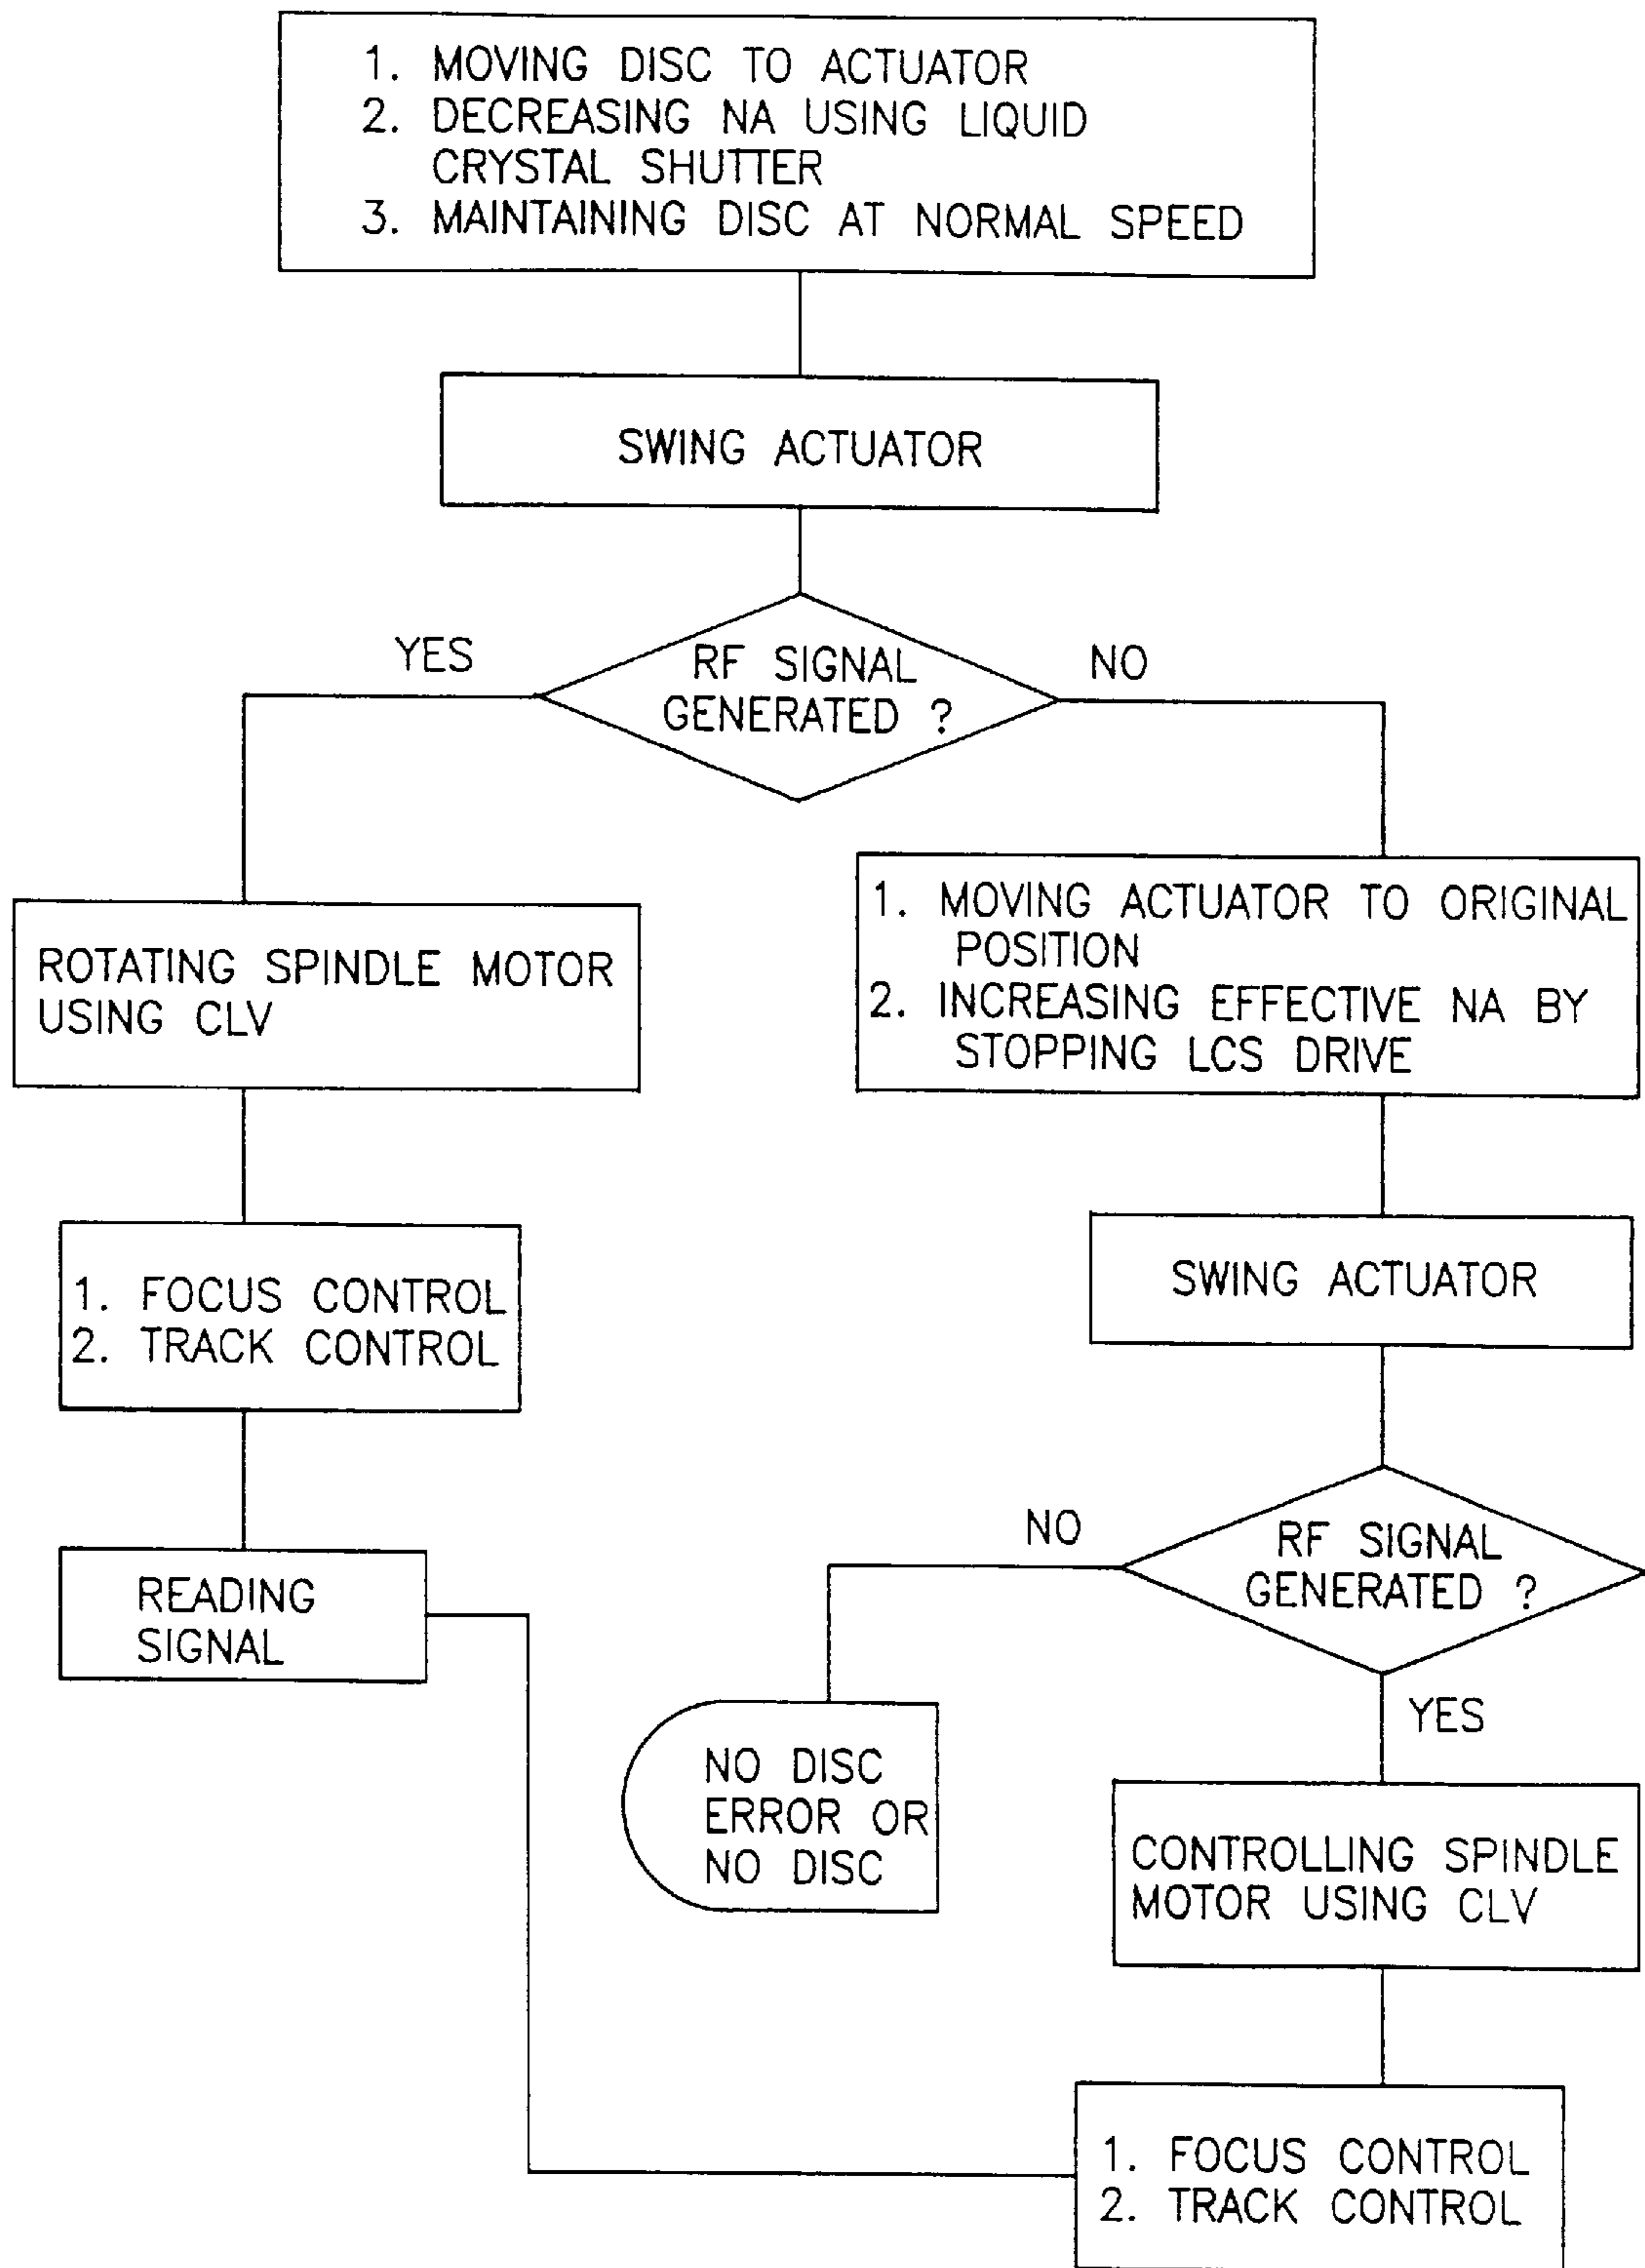 1. MOVING DISC TO ACTUATOR
2. DECREASING NA USING LIQUID
CRYSTAL SHUTTER
3. MAINTAINING DISC AT NORMAL SPEED
SWING ACTUATOR
YES
RF SIGNAL
GENERATED ?
NO
ROTATING SPINDLE MOTOR
USING CLV
1. FOCUS CONTROL
2. TRACK CONTROL
READING
SIGNAL
1. MOVING ACTUATOR TO ORIGINAL
POSITION
2. INCREASING EFFECTIVE NA BY
STOPPING LCS DRIVE
SWING ACTUATOR
NO
RF SIGNAL
GENERATED ?
YES
NO DISC
ERROR OR
NO DISC
CONTROLLING SPINDLE
MOTOR USING CLV
1. FOCUS CONTROL
2. TRACK CONTROL